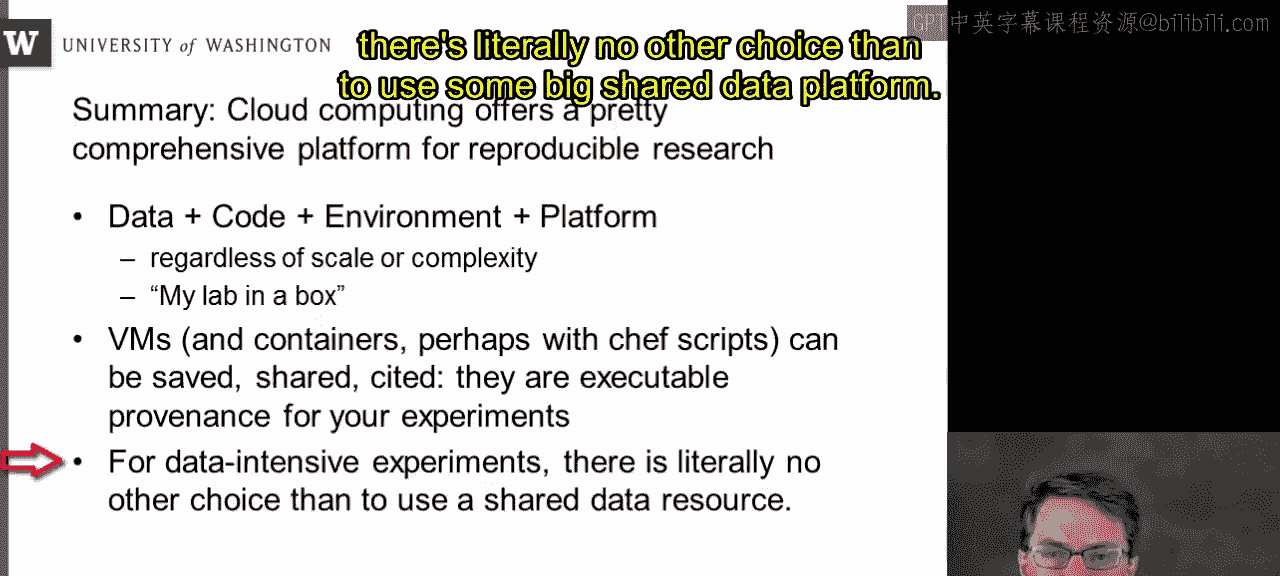 W UNIVERSITY of WASHINGTON
there's literally no other choice than
to use some big shared data platform.
GPT中英字幕课程资源@bilibili.com
Summary: Cloud computing offers a pretty
comprehensive platform for reproducible research
• Data + Code + Environment + Platform
– regardless of scale or complexity
– “My lab in a box”
• VMs (and containers, perhaps with chef scripts) can
be saved, shared, cited: they are executable
provenance for your experiments
• For data-intensive experiments, there is literally no
other choice than to use a shared data resource.